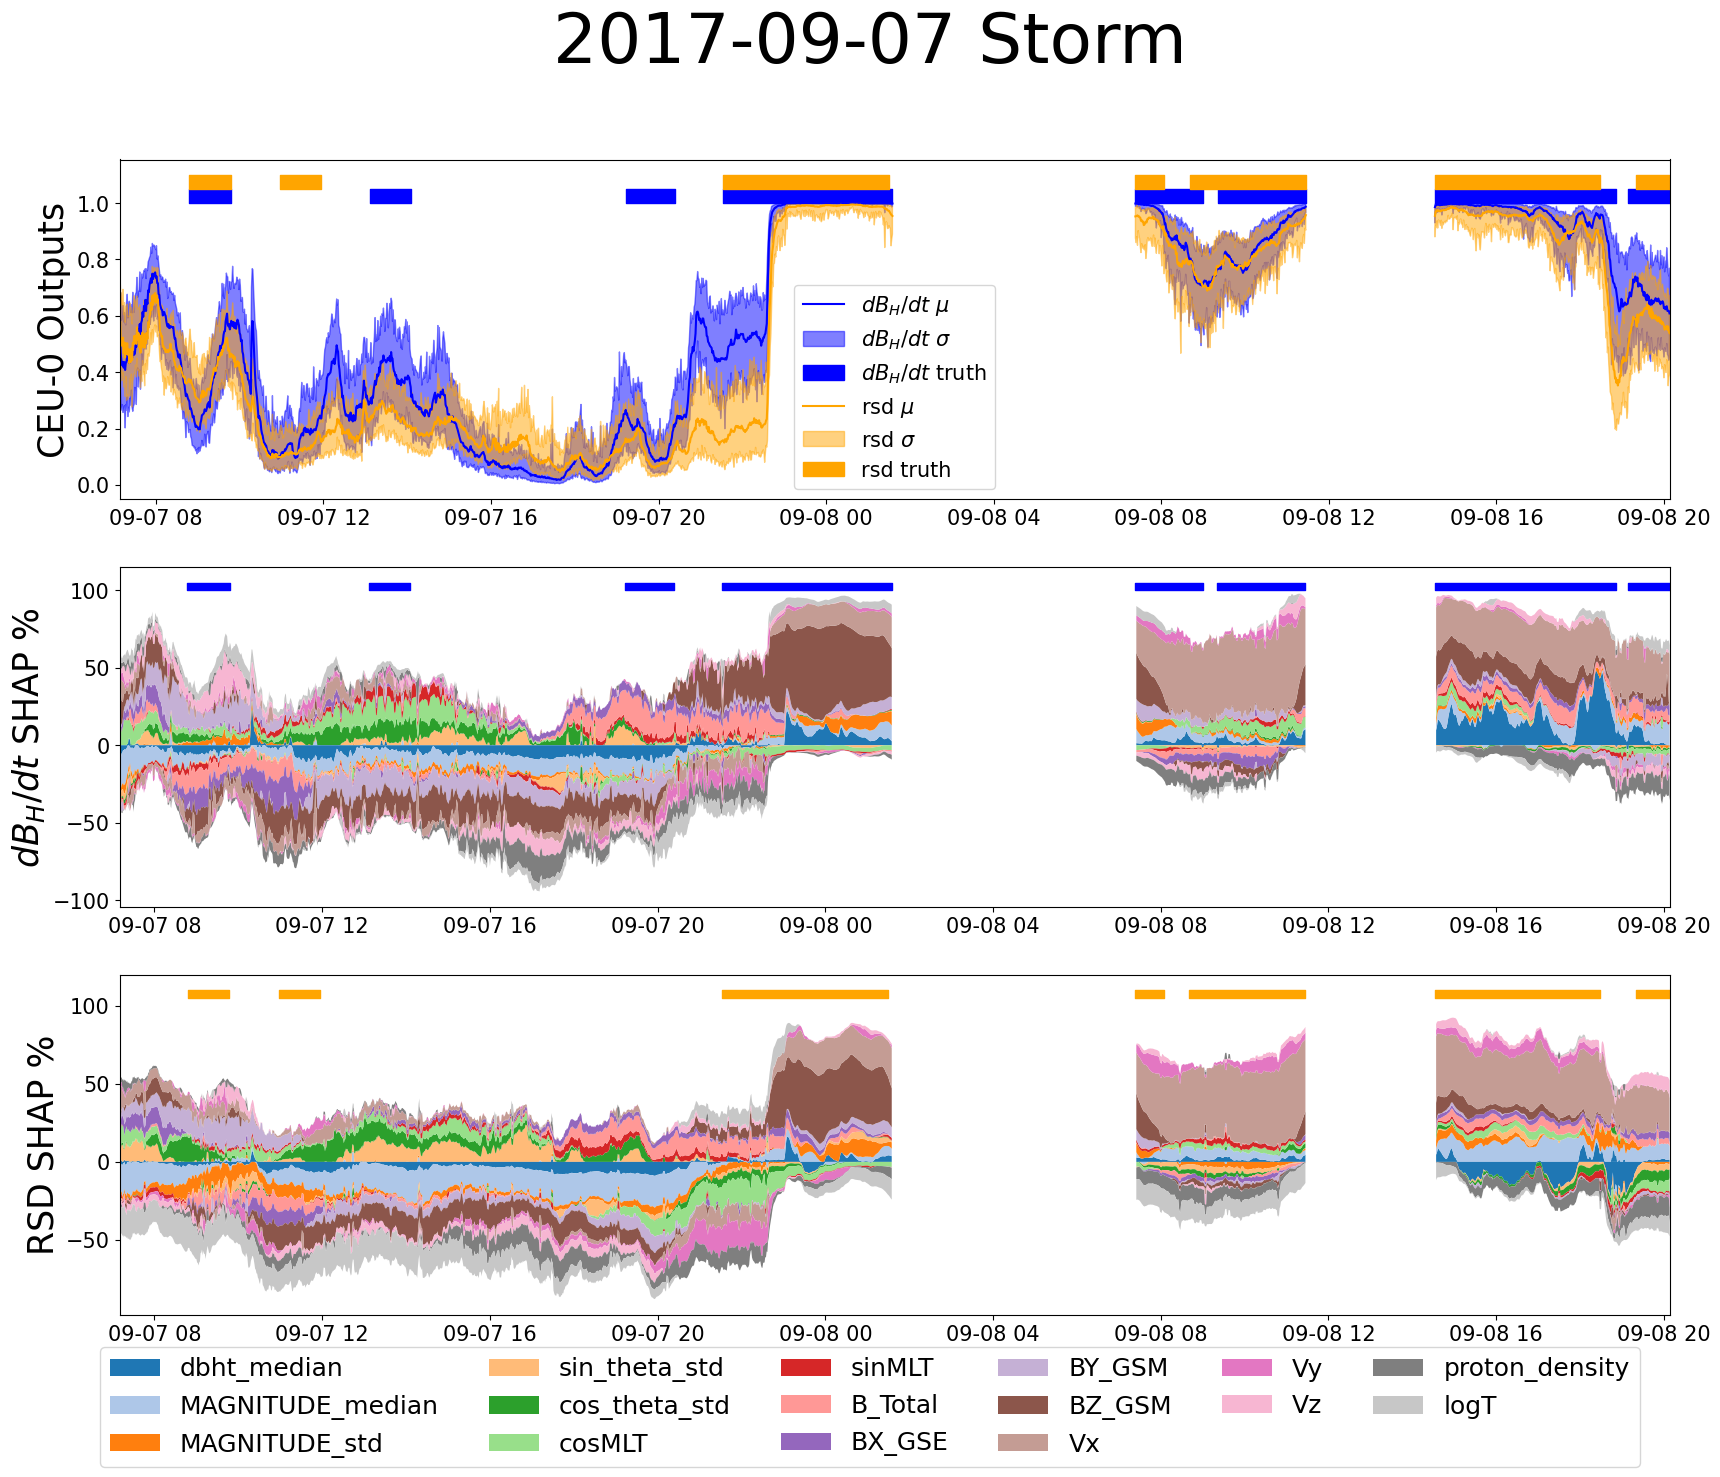 2017-09-07 Storm
CEU-0 Outputs
1.0
0.8
0.6
0.4
0.2
0.0
dB_H/dt μ
dB_H/dt σ
dB_H/dt truth
rsd μ
rsd σ
rsd truth
09-07 08 09-07 12 09-07 16 09-07 20 09-08 00 09-08 04 09-08 08 09-08 12 09-08 16 09-08 20
dB_H/dt SHAP %
100
50
0
−50
−100
09-07 08 09-07 12 09-07 16 09-07 20 09-08 00 09-08 04 09-08 08 09-08 12 09-08 16 09-08 20
RSD SHAP %
100
50
0
−50
09-07 08 09-07 12 09-07 16 09-07 20 09-08 00 09-08 04 09-08 08 09-08 12 09-08 16 09-08 20
dbht_median sin_theta_std sinMLT BY_GSM Vy proton_density
MAGNITUDE_median cos_theta_std B_Total BZ_GSM Vz logT
MAGNITUDE_std cosMLT BX_GSE Vx